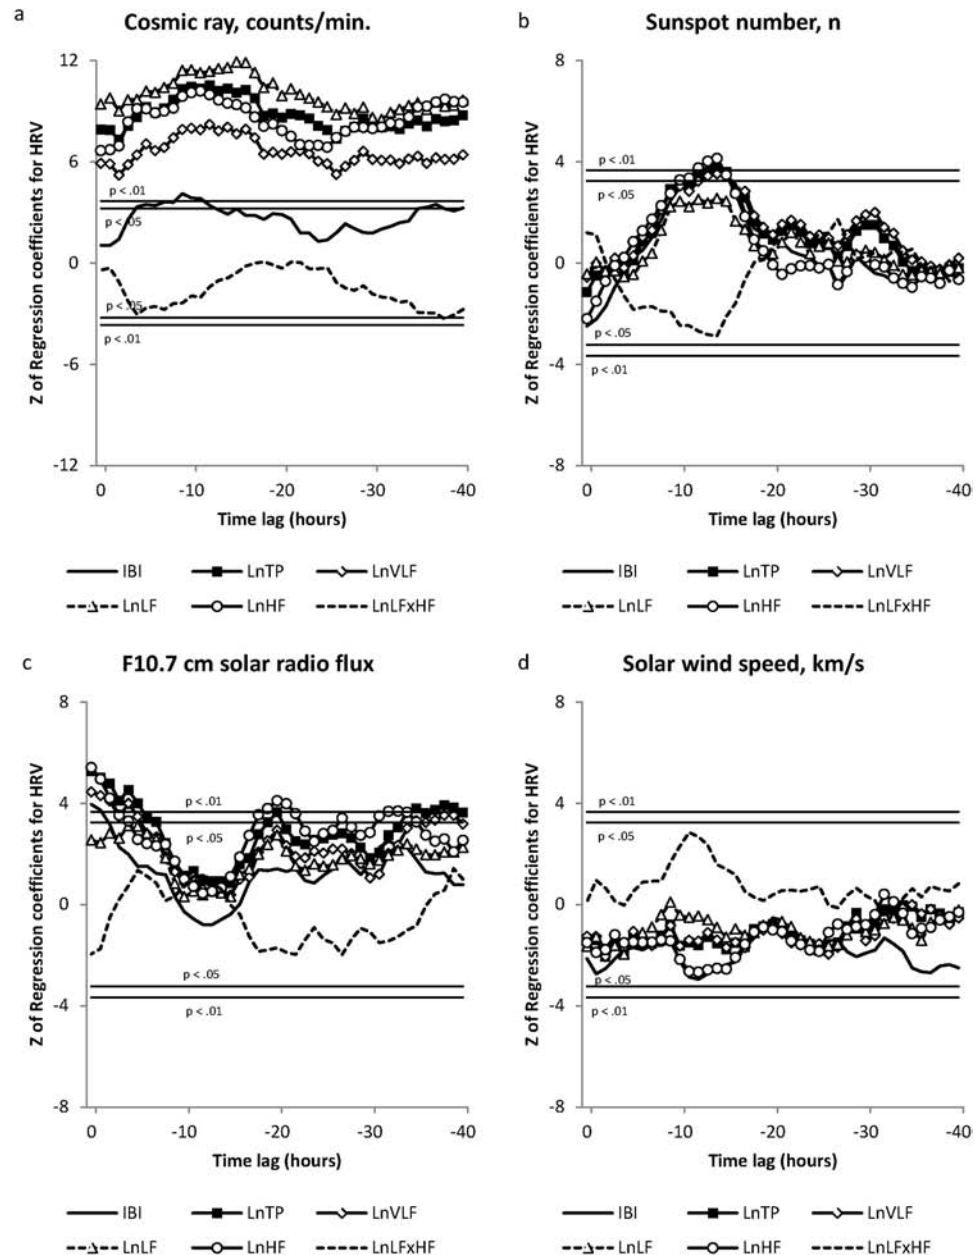 a
Cosmic ray, counts/min.
12
6
0
-6
-12
Z of Regression coefficients for HRV
p < .01
p < .05
p < .05
p < .01
0 -10 -20 -30 -40
Time lag (hours)
IBI LnTP LnVLF
LnLF LnHF LnLFxHF
b
Sunspot number, n
8
4
0
-4
-8
Z of Regression coefficients for HRV
p < .01
p < .05
p < .05
p < .01
0 -10 -20 -30 -40
Time lag (hours)
IBI LnTP LnVLF
LnLF LnHF LnLFxHF
c
F10.7 cm solar radio flux
8
4
0
-4
-8
Z of Regression coefficients for HRV
p < .01
p < .05
p < .05
p < .01
0 -10 -20 -30 -40
Time lag (hours)
IBI LnTP LnVLF
LnLF LnHF LnLFxHF
d
Solar wind speed, km/s
8
4
0
-4
-8
Z of Regression coefficients for HRV
p < .01
p < .05
p < .05
p < .01
0 -10 -20 -30 -40
Time lag (hours)
IBI LnTP LnVLF
LnLF LnHF LnLFxHF